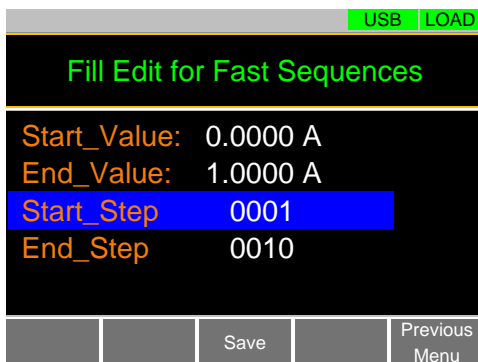 USB LOAD
Fill Edit for Fast Sequences
Start_Value: 0.0000 A
End_Value: 1.0000 A
Start_Step 0001
End_Step 0010
Save
Previous
Menu